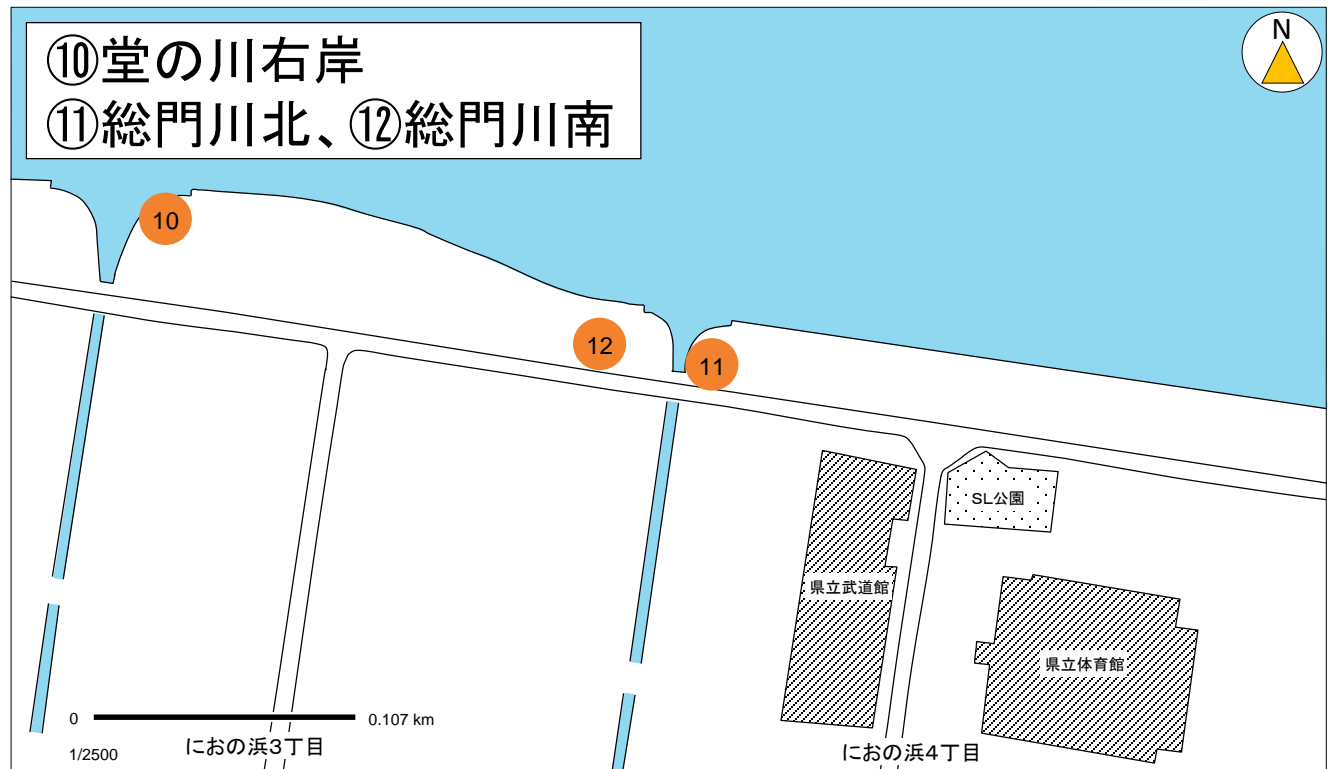 ⑩堂の川右岸
⑪総門川北、⑫総門川南
N
10
12
11
SL公園
県立武道館
県立体育館
0 0.107 km
1/2500
におの浜3丁目
におの浜4丁目